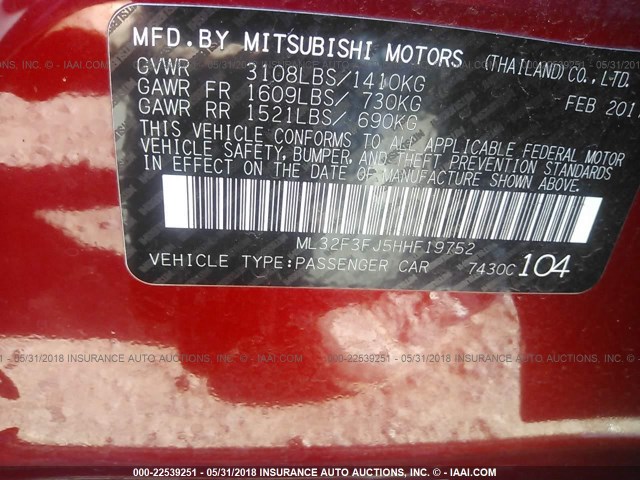 MFD.BY MITSUBISHI MOTORS (THAILAND) CO.,LTD.
GVWR 3108LBS/1410KG
GAWR FR 1609LBS/ 730KG FEB 2017
GAWR RR 1521LBS/ 690KG
THIS VEHICLE CONFORMS TO ALL APPLICABLE FEDERAL MOTOR
VEHICLE SAFETY, BUMPER, AND THEFT PREVENTION STANDARDS
IN EFFECT ON THE DATE OF MANUFACTURE SHOWN ABOVE.
ML32F3FJ5HHF19752
VEHICLE TYPE:PASSENGER CAR 7430C104
000-22539251 - 05/31/2018 INSURANCE AUTO AUCTIONS, INC. - © IAAI.COM